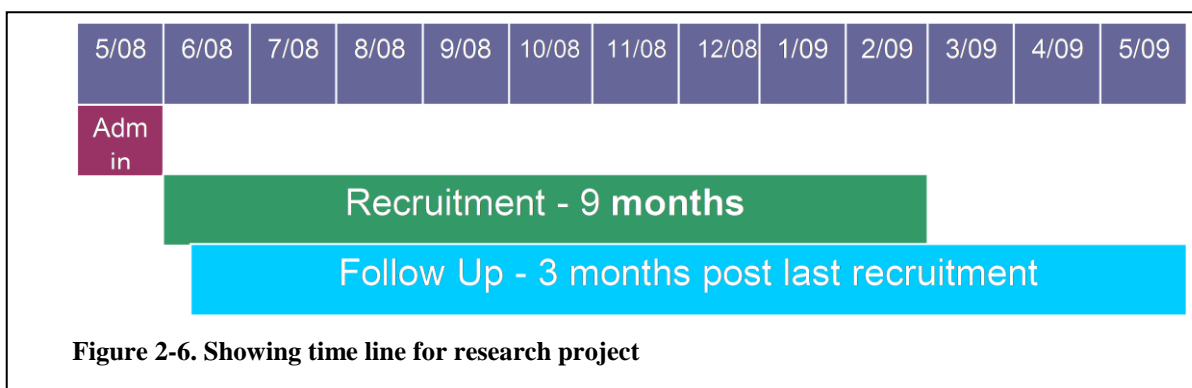 5/08 6/08 7/08 8/08 9/08 10/08 11/08 12/08 1/09 2/09 3/09 4/09 5/09
Adm
in
Recruitment - 9 months
Follow Up - 3 months post last recruitment
Figure 2-6. Showing time line for research project